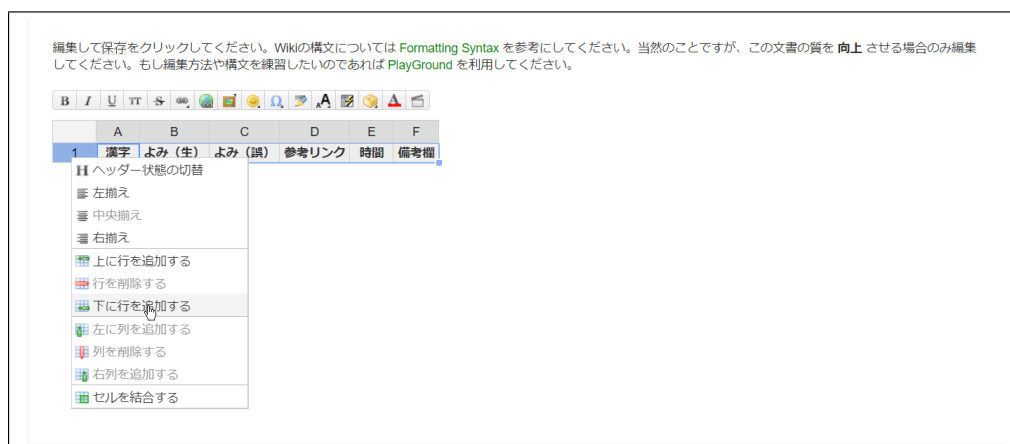 編集して保存をクリックしてください。Wikiの構文については Formatting Syntax を参考にしてください。当然のことですが、この文書の質を 向上 させる場合のみ編集
してください。もし編集方法や構文を練習したいのであれば PlayGround を利用してください。
B I U TT S Ω A A
A B C D E F
1 漢字 よみ（生） よみ（誤） 参考リンク 時間 備考欄
H ヘッダー状態の切替
左揃え
中央揃え
右揃え
上に行を追加する
行を削除する
下に行を追加する
左に列を追加する
列を削除する
右列を追加する
セルを結合する